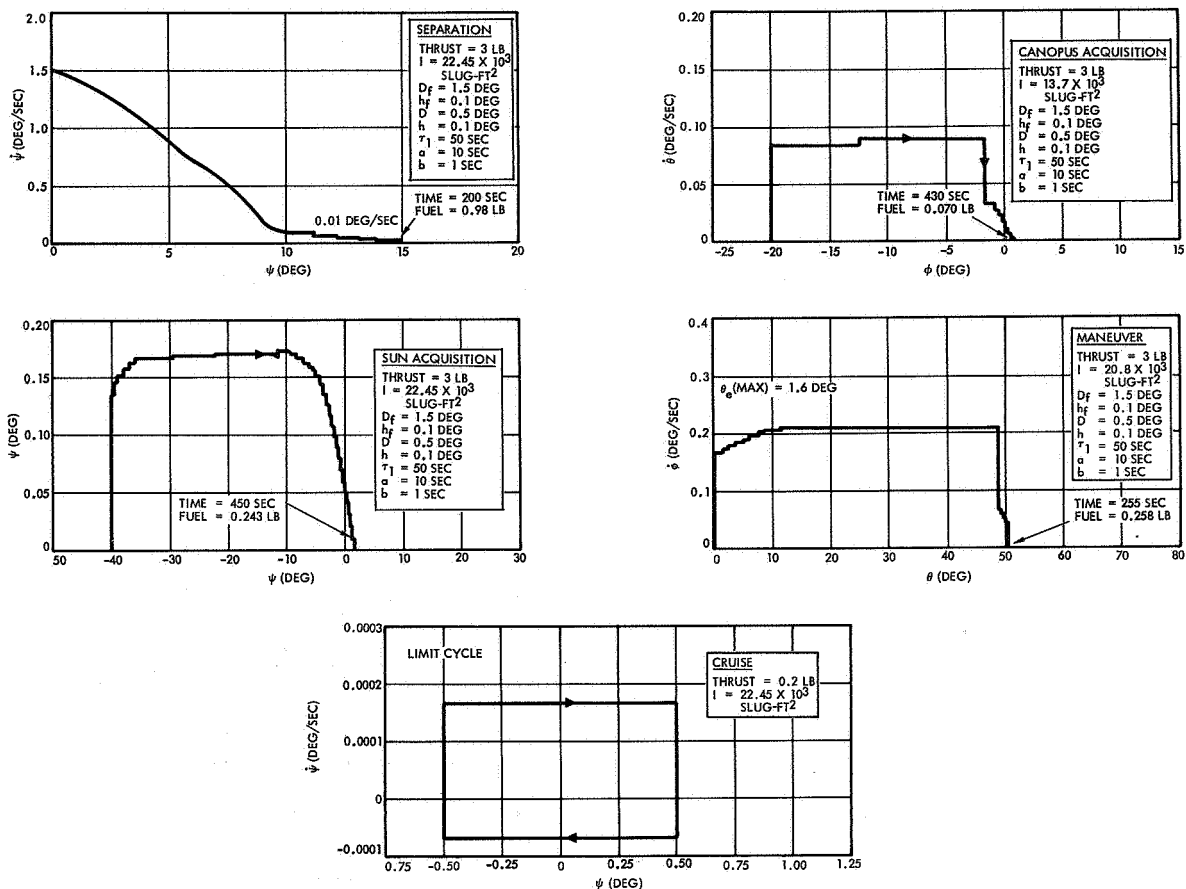 2.0
1.5
1.0
0.5
0
ψ̇ (DEG/SEC)
SEPARATION
THRUST = 3 LB
I = 22.45 X 10³
SLUG-FT²
Df = 1.5 DEG
hf = 0.1 DEG
D = 0.5 DEG
h = 0.1 DEG
τ1 = 50 SEC
a = 10 SEC
b = 1 SEC
0.01 DEG/SEC
TIME = 200 SEC
FUEL = 0.98 LB
0 5 10 15 20
ψ (DEG)
0.20
0.15
0.10
0.05
0
θ̇ (DEG/SEC)
CANOPUS ACQUISITION
THRUST = 3 LB
I = 13.7 X 10³
SLUG-FT²
Df = 1.5 DEG
hf = 0.1 DEG
D = 0.5 DEG
h = 0.1 DEG
τ1 = 50 SEC
a = 10 SEC
b = 1 SEC
TIME = 430 SEC
FUEL = 0.070 LB
-25 -20 -15 -10 -5 0 5 10 15
ϕ (DEG)
0.20
0.15
0.10
0.05
0
ψ (DEG)
SUN ACQUISITION
THRUST = 3 LB
I = 22.45 X 10³
SLUG-FT²
Df = 1.5 DEG
hf = 0.1 DEG
D = 0.5 DEG
h = 0.1 DEG
τ1 = 50 SEC
a = 10 SEC
b = 1 SEC
TIME = 450 SEC
FUEL = 0.243 LB
50 -40 -30 -20 -10 0 10 20 30
ψ (DEG)
0.4
0.3
0.2
0.1
0
ϕ̇ (DEG/SEC)
MANEUVER
THRUST = 3 LB
I = 20.8 X 10³
SLUG-FT²
Df = 1.5 DEG
hf = 0.1 DEG
D = 0.5 DEG
h = 0.1 DEG
τ1 = 50 SEC
a = 10 SEC
b = 1 SEC
θe(MAX) = 1.6 DEG
TIME = 255 SEC
FUEL = 0.258 LB
0 10 20 30 40 50 60 70 80
θ (DEG)
0.0003
0.0002
0.0001
0
-0.0001
ψ̇ (DEG/SEC)
LIMIT CYCLE
CRUISE
THRUST = 0.2 LB
I = 22.45 X 10³
SLUG-FT²
0.75 -0.50 -0.25 0 0.25 0.50 0.75 1.00 1.25
ψ (DEG)